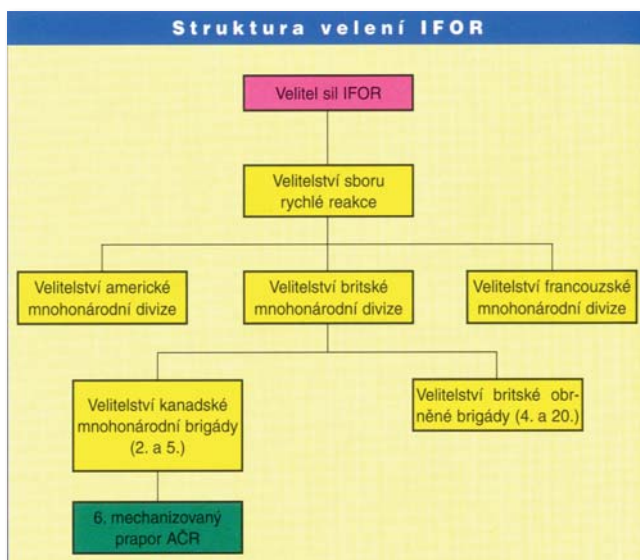 Struktura velení IFOR
Velitel sil IFOR
Velitelství sboru
rychlé reakce
Velitelství americké
mnohonárodní divize
Velitelství britské
mnohonárodní divize
Velitelství francouzské
mnohonárodní divize
Velitelství kanadské
mnohonárodní brigády
(2. a 5.)
Velitelství britské obr-
něné brigády (4. a 20.)
6. mechanizovaný
prapor AČR